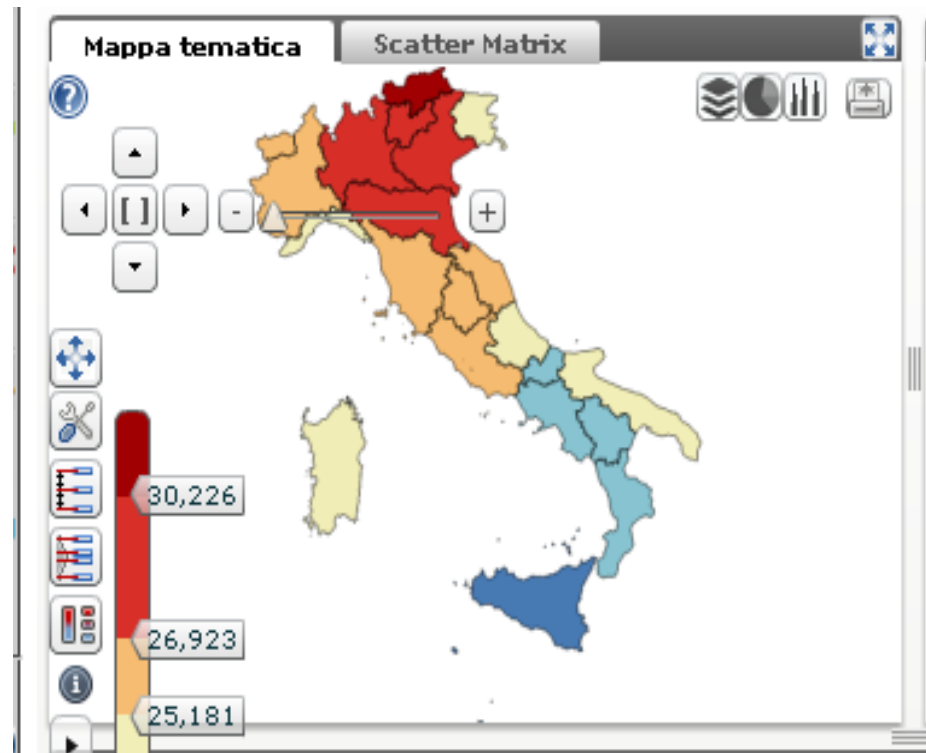 Mappa tematica
Scatter Matrix
?
[ ]
-
+
30,226
26,923
i
25,181